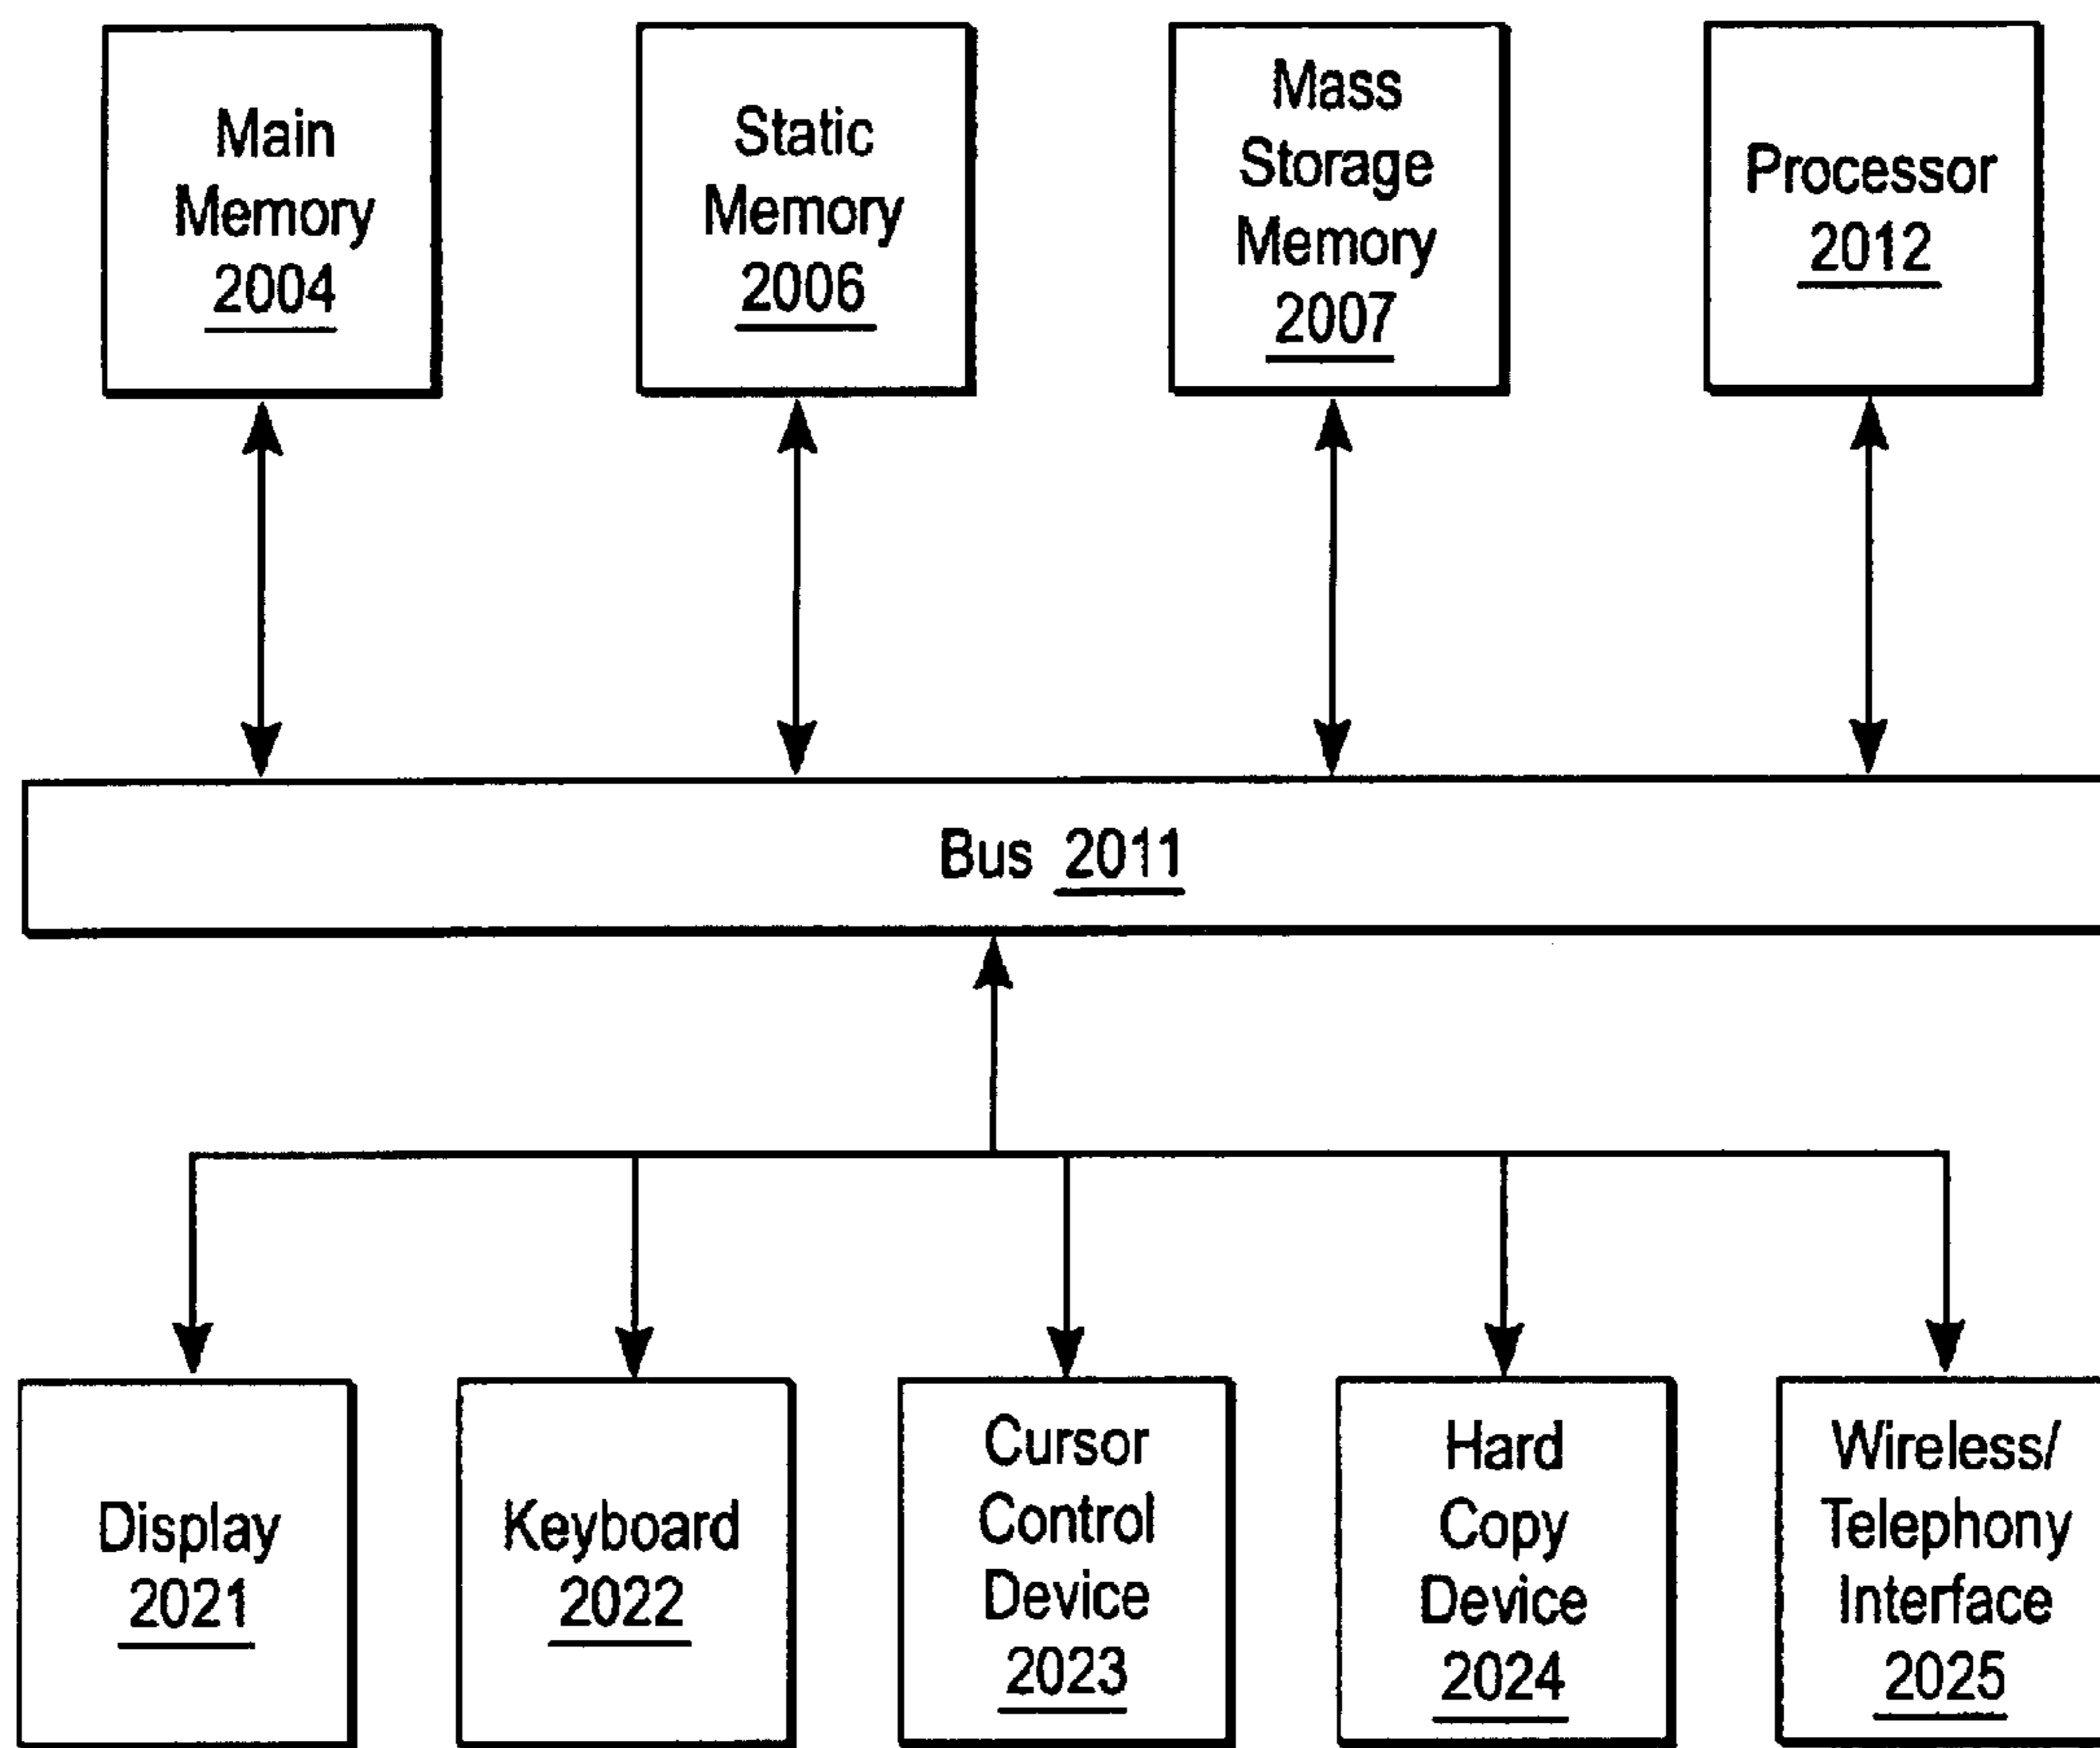 Main
Memory
2004
Static
Memory
2006
Mass
Storage
Memory
2007
Processor
2012
Bus 2011
Display
2021
Keyboard
2022
Cursor
Control
Device
2023
Hard
Copy
Device
2024
Wireless/
Telephony
Interface
2025